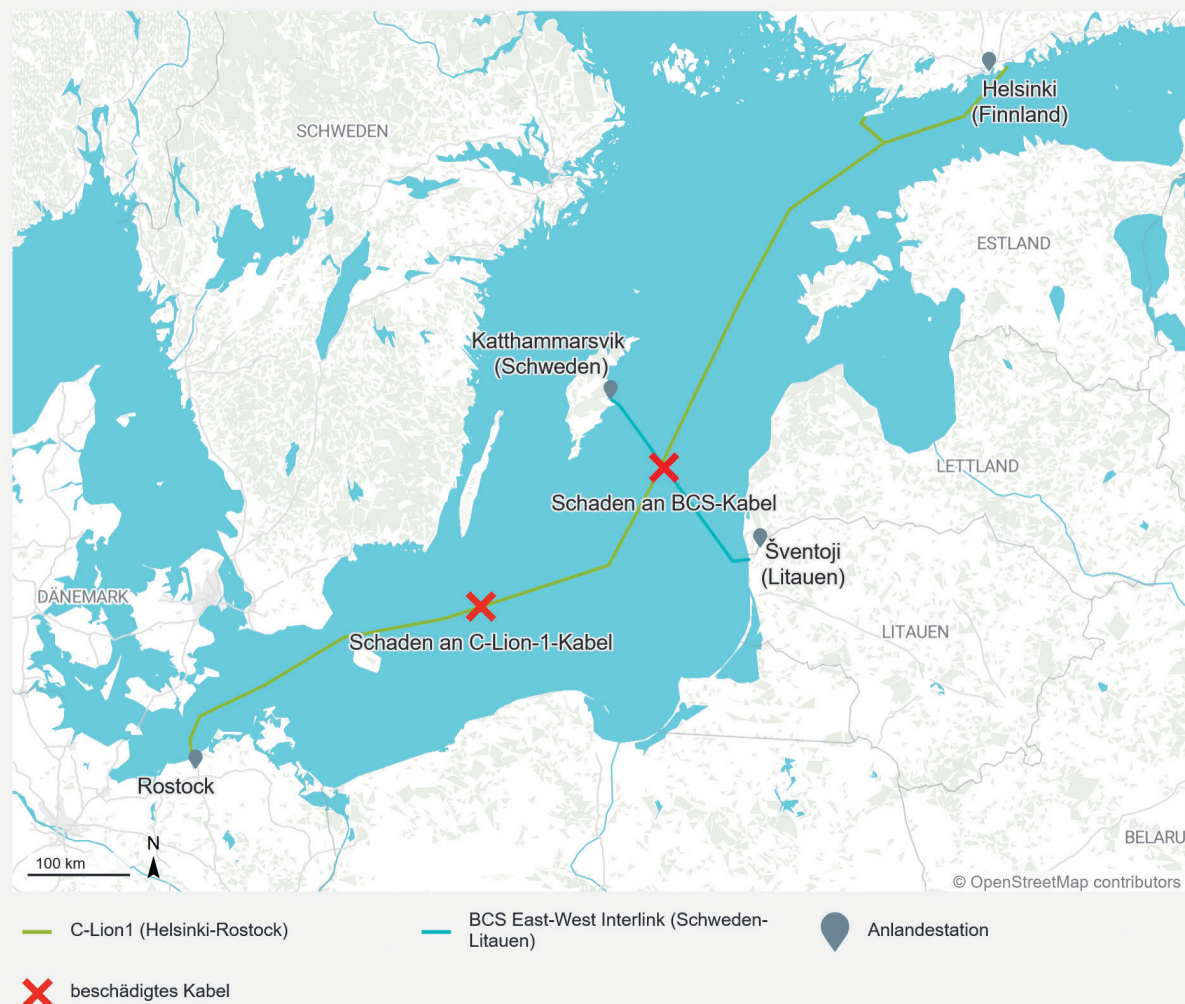 Helsinki
(Finnland)
SCHWEDEN
ESTLAND
Katthammarsvik
(Schweden)
LETTLAND
Schaden an BCS-Kabel
Šventoji
(Litauen)
DÄNEMARK
LITAUEN
Schaden an C-Lion-1-Kabel
Rostock
BELARU
N
100 km
© OpenStreetMap contributors
C-Lion1 (Helsinki-Rostock)
BCS East-West Interlink (Schweden-
Litauen)
Anlandestation
beschädigtes Kabel